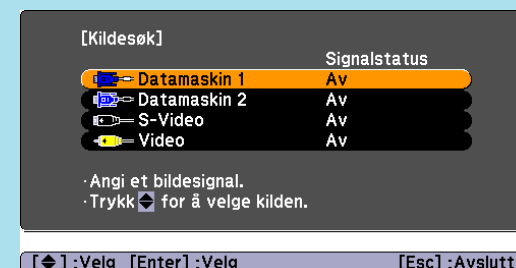 [Kildesøk]
Signalstatus
Datamaskin 1 Av
Datamaskin 2 Av
S-Video Av
Video Av
·Angi et bildesignal.
·Trykk for å velge kilden.
[ ] :Velg [Enter] :Velg [Esc] :Avslutt